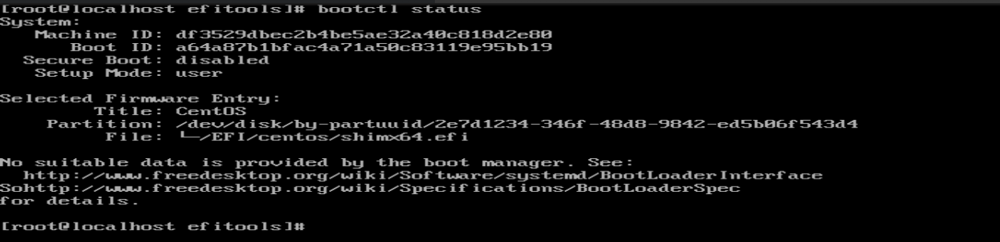 [root@localhost efitools]# bootctl status
System:
Machine ID: df3529dbec2b4be5ae32a40c818d2e80
Boot ID: a64a87b1bfac4a71a50c83119e95bb19
Secure Boot: disabled
Setup Mode: user
Selected Firmware Entry:
Title: CentOS
Partition: /dev/disk/by-partuuid/2e7d1234-346f-48d8-9842-ed5b06f543d4
File: └─/EFI/centos/shimx64.efi
No suitable data is provided by the boot manager. See:
http://www.freedesktop.org/wiki/Software/systemd/BootLoaderInterface
Sohttp://www.freedesktop.org/wiki/Specifications/BootLoaderSpec
for details.
[root@localhost efitools]#